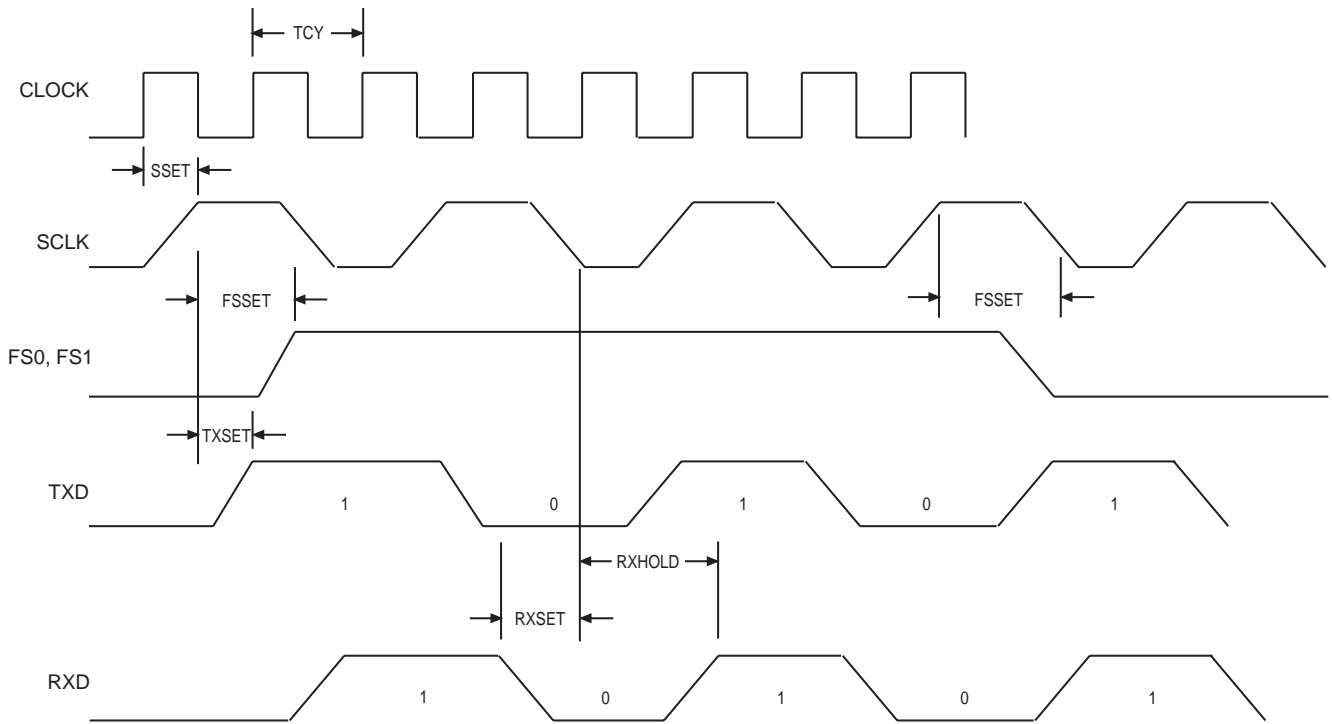 TCY
CLOCK
SSET
SCLK
FSSET FSSET
FS0, FS1
TXSET
TXD 1 0 1 0 1
RXHOLD
RXSET
RXD 1 0 1 0 1